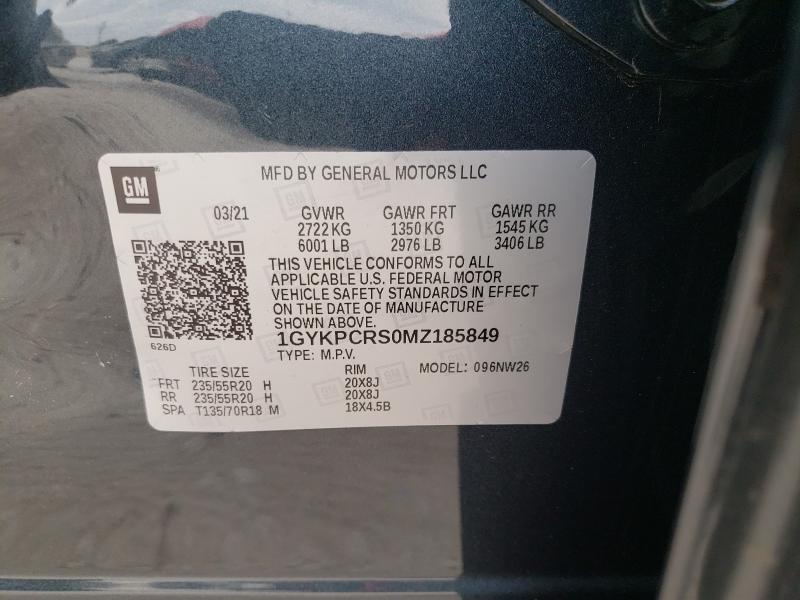 GM
MFD BY GENERAL MOTORS LLC
03/21 GVWR GAWR FRT GAWR RR
2722 KG 1350 KG 1545 KG
6001 LB 2976 LB 3406 LB
THIS VEHICLE CONFORMS TO ALL
APPLICABLE U.S. FEDERAL MOTOR
VEHICLE SAFETY STANDARDS IN EFFECT
ON THE DATE OF MANUFACTURE
SHOWN ABOVE.
626D
1GYKPCRS0MZ185849
TYPE: M.P.V. MODEL: 096NW26
TIRE SIZE RIM
FRT 235/55R20 H 20X8J
RR 235/55R20 H 20X8J
SPA T135/70R18 M 18X4.5B